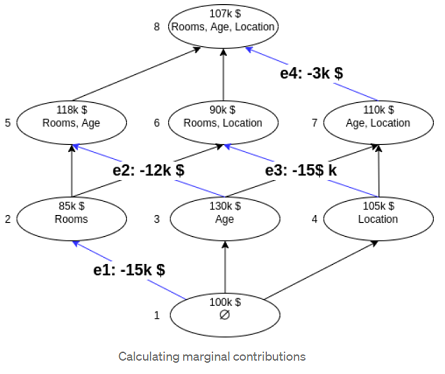 107k $
8 Rooms, Age, Location
e4: -3k $
118k $
5 Rooms, Age
90k $
6 Rooms, Location
110k $
7 Age, Location
e2: -12k $
e3: -15$ k
85k $
2 Rooms
130k $
3 Age
105k $
4 Location
e1: -15k $
100k $
1 ∅
Calculating marginal contributions